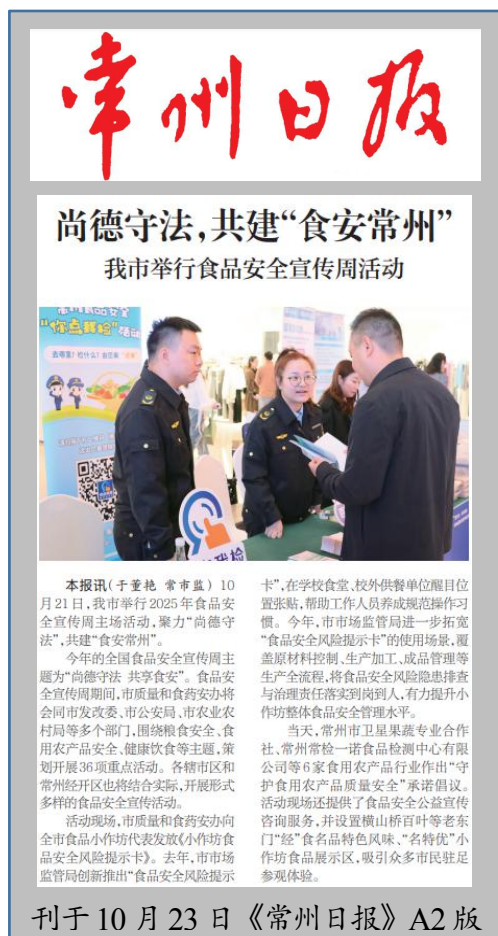 常州日报
尚德守法，共建“食安常州”
我市举行食品安全宣传周活动
食品安全
“你点我检”
本报讯(于董艳 常市监) 10
月21日，我市举行2025年食品安
全宣传周主场活动，聚力“尚德守
法”，共建“食安常州”。
今年的全国食品安全宣传周主
题为“尚德守法 共享食安”。食品安
全宣传周期间，市质量和食药安办将
会同市发改委、市公安局、市农业农
村局等多个部门，围绕粮食安全、食
用农产品安全、健康饮食等主题，策
划开展36项重点活动。各辖市区和
常州经开区也将结合实际，开展形式
多样的食品安全宣传活动。
活动现场，市质量和食药安办向
全市食品小作坊代表发放《小作坊食
品安全风险提示卡》。去年，市市场
监管局创新推出“食品安全风险提示
卡”，在学校食堂、校外供餐单位醒目位
置张贴，帮助工作人员养成规范操作习
惯。今年，市市场监管局进一步拓宽
“食品安全风险提示卡”的使用场景，覆
盖原材料控制、生产加工、成品管理等
生产全流程，将食品安全风险隐患排查
与治理责任落实到岗到人，有力提升小
作坊整体食品安全管理水平。
当天，常州市卫星果蔬专业合作
社、常州常检一诺食品检测中心有限
公司等6家食用农产品行业作出“守
护食用农产品质量安全”承诺倡议。
活动现场还提供了食品安全公益宣传
咨询服务，并设置横山桥百叶等老东
门“经”食名品特色风味、“名特优”小
作坊食品展示区，吸引众多市民驻足
参观体验。
刊于10月23日《常州日报》A2版